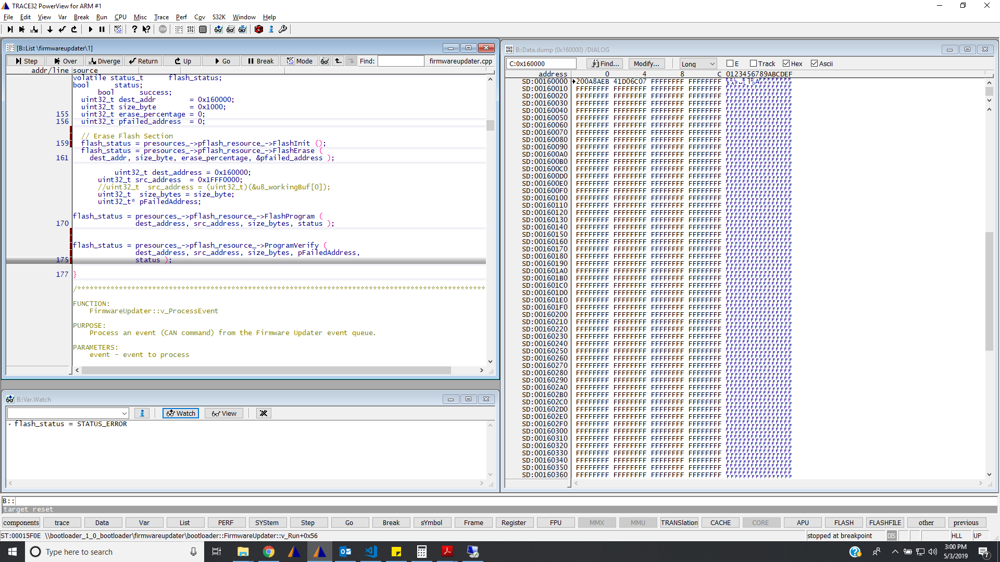 TRACE32 PowerView for ARM #1
File Edit View Var Break Run CPU Misc Trace Perf Cov S32K Window Help
[B::List \firmwareupdater\1]
Step Over Diverge Return Up Go Break Mode Find: firmwareupdater.cpp
addr/line source
volatile status_t flash_status;
bool status;
bool success;
uint32_t dest_addr = 0x160000;
uint32_t size_byte = 0x1000;
155 uint32_t erase_percentage = 0;
156 uint32_t pfailed_address = 0;
// Erase Flash Section
159 flash_status = presources_->pflash_resource_->FlashInit ();
flash_status = presources_->pflash_resource_->FlashErase (
161 dest_addr, size_byte, erase_percentage, &pfailed_address );
uint32_t dest_address = 0x160000;
uint32_t src_address = 0x1FFF0000;
//uint32_t src_address = (uint32_t)(&u8_workingBuf[0]);
uint32_t size_bytes = size_byte;
uint32_t* pFailedAddress;
flash_status = presources_->pflash_resource_->FlashProgram (
170 dest_address, src_address, size_bytes, status );
flash_status = presources_->pflash_resource_->ProgramVerify (
dest_address, src_address, size_bytes, pFailedAddress,
175 status );
177 }
/**************************************************************************************************
FUNCTION:
FirmwareUpdater::v_ProcessEvent
PURPOSE:
Process an event (CAN command) from the Firmware Updater event queue.
PARAMETERS:
event - event to process
B::Var.Watch
Watch View
flash_status = STATUS_ERROR
B::Data.dump (0x160000) /DIALOG
C:0x160000 Find... Modify... Long E Track Hex Ascii
address 0 4 8 C 0123456789ABCDEF
SD:00160000 200A8AEB 41D06C07 FFFFFFFF FFFFFFFF
SD:00160010 FFFFFFFF FFFFFFFF FFFFFFFF FFFFFFFF
SD:00160020 FFFFFFFF FFFFFFFF FFFFFFFF FFFFFFFF
SD:00160030 FFFFFFFF FFFFFFFF FFFFFFFF FFFFFFFF
SD:00160040 FFFFFFFF FFFFFFFF FFFFFFFF FFFFFFFF
SD:00160050 FFFFFFFF FFFFFFFF FFFFFFFF FFFFFFFF
SD:00160060 FFFFFFFF FFFFFFFF FFFFFFFF FFFFFFFF
SD:00160070 FFFFFFFF FFFFFFFF FFFFFFFF FFFFFFFF
SD:00160080 FFFFFFFF FFFFFFFF FFFFFFFF FFFFFFFF
SD:00160090 FFFFFFFF FFFFFFFF FFFFFFFF FFFFFFFF
SD:001600A0 FFFFFFFF FFFFFFFF FFFFFFFF FFFFFFFF
SD:001600B0 FFFFFFFF FFFFFFFF FFFFFFFF FFFFFFFF
SD:001600C0 FFFFFFFF FFFFFFFF FFFFFFFF FFFFFFFF
SD:001600D0 FFFFFFFF FFFFFFFF FFFFFFFF FFFFFFFF
SD:001600E0 FFFFFFFF FFFFFFFF FFFFFFFF FFFFFFFF
SD:001600F0 FFFFFFFF FFFFFFFF FFFFFFFF FFFFFFFF
SD:00160100 FFFFFFFF FFFFFFFF FFFFFFFF FFFFFFFF
SD:00160110 FFFFFFFF FFFFFFFF FFFFFFFF FFFFFFFF
SD:00160120 FFFFFFFF FFFFFFFF FFFFFFFF FFFFFFFF
SD:00160130 FFFFFFFF FFFFFFFF FFFFFFFF FFFFFFFF
SD:00160140 FFFFFFFF FFFFFFFF FFFFFFFF FFFFFFFF
SD:00160150 FFFFFFFF FFFFFFFF FFFFFFFF FFFFFFFF
SD:00160160 FFFFFFFF FFFFFFFF FFFFFFFF FFFFFFFF
SD:00160170 FFFFFFFF FFFFFFFF FFFFFFFF FFFFFFFF
SD:00160180 FFFFFFFF FFFFFFFF FFFFFFFF FFFFFFFF
SD:00160190 FFFFFFFF FFFFFFFF FFFFFFFF FFFFFFFF
SD:001601A0 FFFFFFFF FFFFFFFF FFFFFFFF FFFFFFFF
SD:001601B0 FFFFFFFF FFFFFFFF FFFFFFFF FFFFFFFF
SD:001601C0 FFFFFFFF FFFFFFFF FFFFFFFF FFFFFFFF
SD:001601D0 FFFFFFFF FFFFFFFF FFFFFFFF FFFFFFFF
SD:001601E0 FFFFFFFF FFFFFFFF FFFFFFFF FFFFFFFF
SD:001601F0 FFFFFFFF FFFFFFFF FFFFFFFF FFFFFFFF
SD:00160200 FFFFFFFF FFFFFFFF FFFFFFFF FFFFFFFF
SD:00160210 FFFFFFFF FFFFFFFF FFFFFFFF FFFFFFFF
SD:00160220 FFFFFFFF FFFFFFFF FFFFFFFF FFFFFFFF
SD:00160230 FFFFFFFF FFFFFFFF FFFFFFFF FFFFFFFF
SD:00160240 FFFFFFFF FFFFFFFF FFFFFFFF FFFFFFFF
SD:00160250 FFFFFFFF FFFFFFFF FFFFFFFF FFFFFFFF
SD:00160260 FFFFFFFF FFFFFFFF FFFFFFFF FFFFFFFF
SD:00160270 FFFFFFFF FFFFFFFF FFFFFFFF FFFFFFFF
SD:00160280 FFFFFFFF FFFFFFFF FFFFFFFF FFFFFFFF
SD:00160290 FFFFFFFF FFFFFFFF FFFFFFFF FFFFFFFF
SD:001602A0 FFFFFFFF FFFFFFFF FFFFFFFF FFFFFFFF
SD:001602B0 FFFFFFFF FFFFFFFF FFFFFFFF FFFFFFFF
SD:001602C0 FFFFFFFF FFFFFFFF FFFFFFFF FFFFFFFF
SD:001602D0 FFFFFFFF FFFFFFFF FFFFFFFF FFFFFFFF
SD:001602E0 FFFFFFFF FFFFFFFF FFFFFFFF FFFFFFFF
SD:001602F0 FFFFFFFF FFFFFFFF FFFFFFFF FFFFFFFF
SD:00160300 FFFFFFFF FFFFFFFF FFFFFFFF FFFFFFFF
SD:00160310 FFFFFFFF FFFFFFFF FFFFFFFF FFFFFFFF
SD:00160320 FFFFFFFF FFFFFFFF FFFFFFFF FFFFFFFF
SD:00160330 FFFFFFFF FFFFFFFF FFFFFFFF FFFFFFFF
SD:00160340 FFFFFFFF FFFFFFFF FFFFFFFF FFFFFFFF
SD:00160350 FFFFFFFF FFFFFFFF FFFFFFFF FFFFFFFF
SD:00160360 FFFFFFFF FFFFFFFF FFFFFFFF FFFFFFFF
B::
target reset
components trace Data Var List PERF SYStem Step Go Break sYmbol Frame Register FPU MMX MMU TRANSlation CACHE CORE APU FLASH FLASHFILE other previous
ST:00015F0E \\bootloader_1_0_bootloader\firmwareupdater\bootloader::FirmwareUpdater::v_Run+0x56 stopped at breakpoint DIS HLL UP
Type here to search
3:00 PM
5/3/2019
7